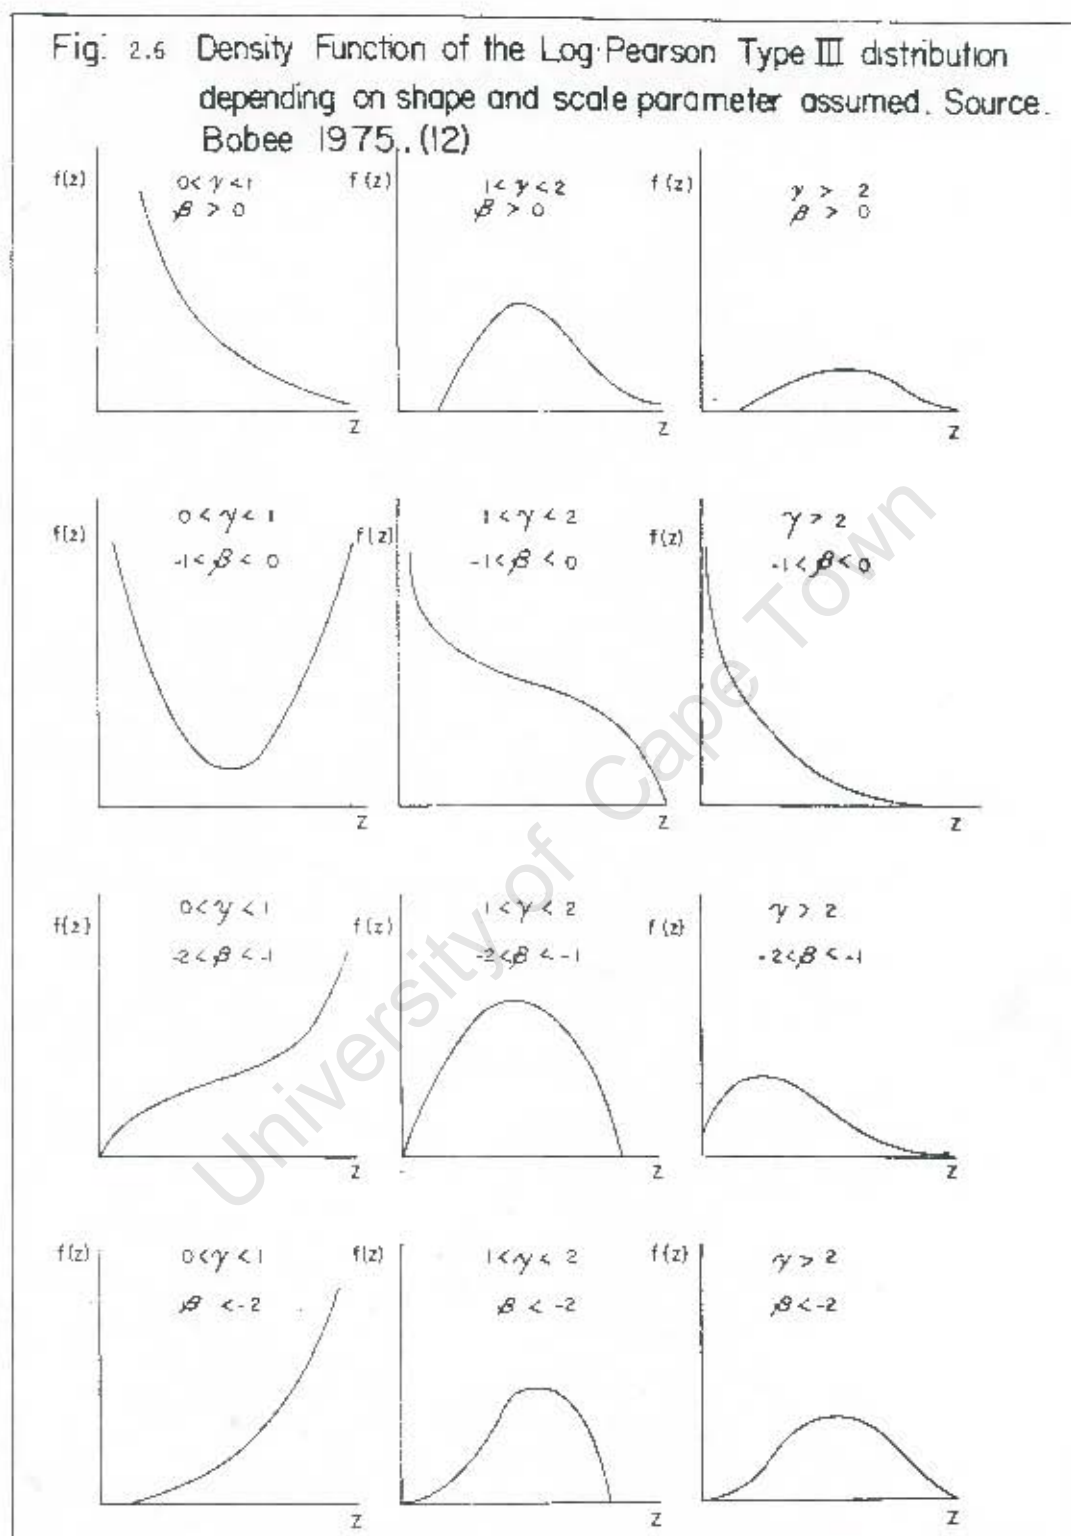 Fig. 2.6 Density Function of the Log-Pearson Type III distribution
depending on shape and scale parameter assumed. Source.
Bobee 1975..(12)
f(z) 0 < γ < 1 f(z) 1 < γ < 2 f(z) γ > 2
β > 0 β > 0 β > 0
z z z
f(z) 0 < γ < 1 f(z) 1 < γ < 2 f(z) γ > 2
-1 < β < 0 -1 < β < 0 -1 < β < 0
z z z
f(z) 0 < γ < 1 f(z) 1 < γ < 2 f(z) γ > 2
-2 < β < -1 -2 < β < -1 -2 < β < -1
z z z
f(z) 0 < γ < 1 f(z) 1 < γ < 2 f(z) γ > 2
β < -2 β < -2 β < -2
z z z
University of Cape Town